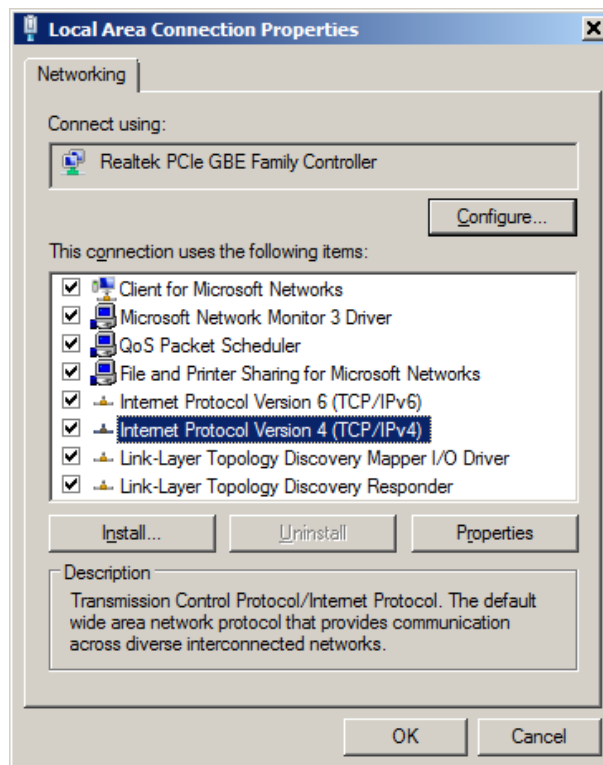 Local Area Connection Properties
Networking
Connect using:
Realtek PCIe GBE Family Controller
Configure...
This connection uses the following items:
Client for Microsoft Networks
Microsoft Network Monitor 3 Driver
QoS Packet Scheduler
File and Printer Sharing for Microsoft Networks
Internet Protocol Version 6 (TCP/IPv6)
Internet Protocol Version 4 (TCP/IPv4)
Link-Layer Topology Discovery Mapper I/O Driver
Link-Layer Topology Discovery Responder
Install... Uninstall Properties
Description
Transmission Control Protocol/Internet Protocol. The default
wide area network protocol that provides communication
across diverse interconnected networks.
OK Cancel